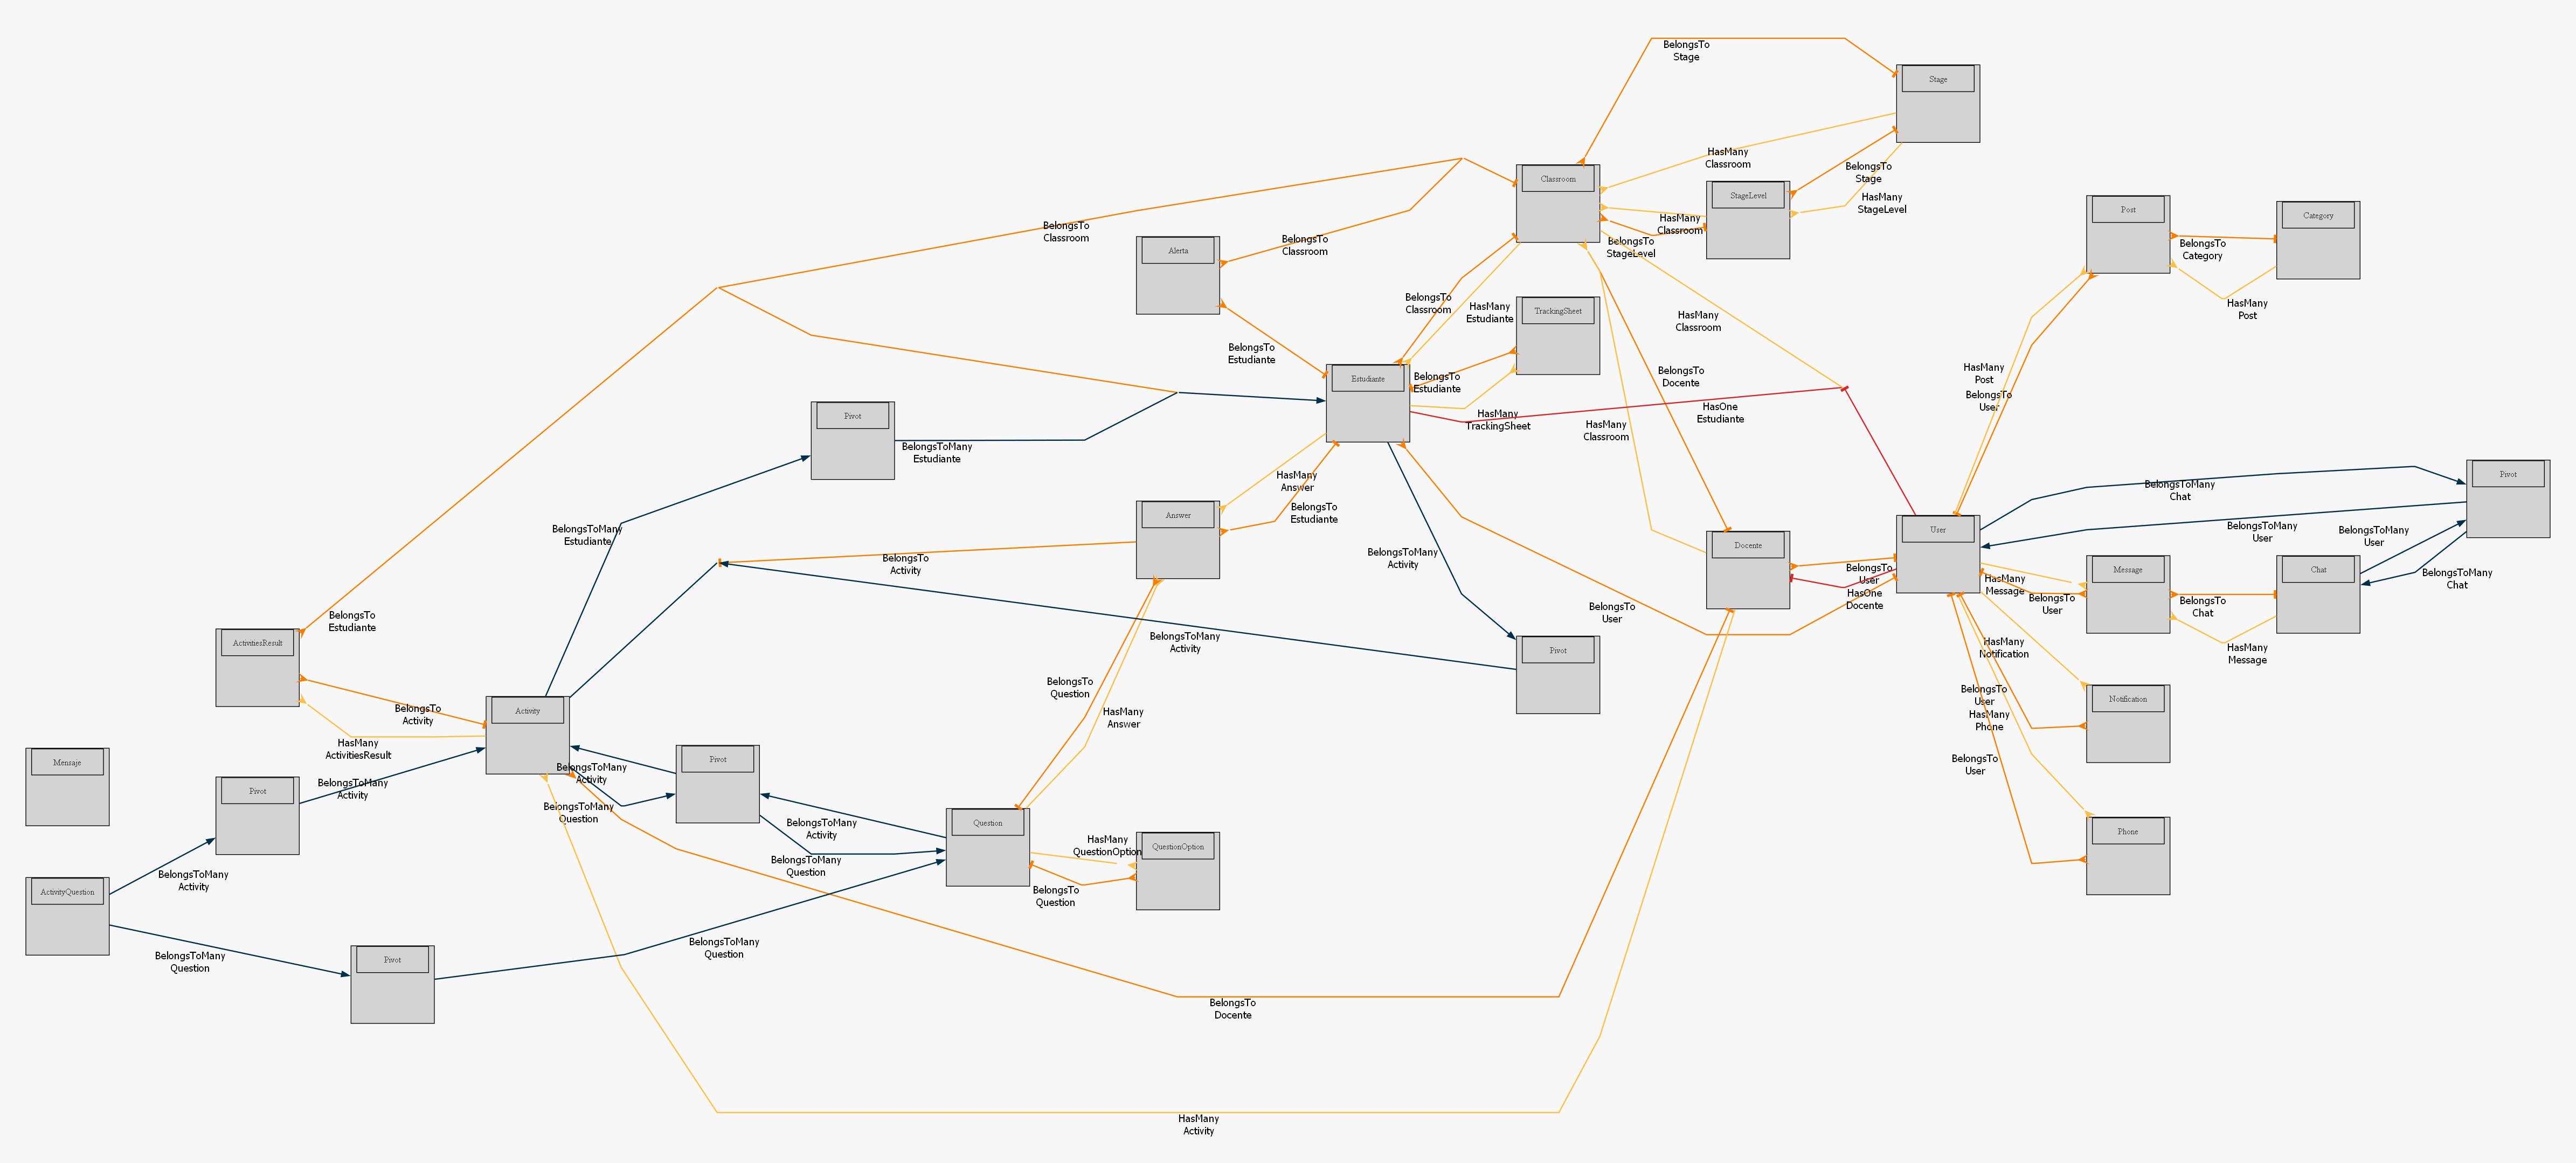 BelongsTo
Stage
Stage
HasMany
Classroom
BelongsTo
Stage
Classroom
StageLevel
HasMany
StageLevel
Post
Category
HasMany
Classroom
BelongsTo
StageLevel
BelongsTo
Classroom
BelongsTo
Classroom
Alerta
BelongsTo
Category
HasMany
Post
BelongsTo
Classroom
HasMany
Estudiante
TrackingSheet
HasMany
Classroom
BelongsTo
Estudiante
Estudiante
BelongsTo
Estudiante
BelongsTo
Docente
HasMany
Post
BelongsTo
User
HasMany
TrackingSheet
HasOne
Estudiante
HasMany
Classroom
Pivot
BelongsToMany
Estudiante
HasMany
Answer
BelongsTo
Estudiante
Answer
BelongsToMany
Estudiante
BelongsTo
Activity
BelongsToMany
Activity
Docente
User
BelongsToMany
Chat
Pivot
BelongsToMany
User
BelongsToMany
User
BelongsTo
User
HasOne
Docente
HasMany
Message
BelongsTo
User
Message
BelongsTo
Chat
Chat
BelongsToMany
Chat
BelongsTo
User
HasMany
Message
BelongsTo
Estudiante
ActivitiesResult
BelongsToMany
Activity
Pivot
HasMany
Notification
BelongsTo
Question
HasMany
Answer
BelongsTo
User
HasMany
Phone
Notification
BelongsTo
Activity
Activity
HasMany
ActivitiesResult
BelongsTo
User
Mensaje
Pivot
BelongsToMany
Activity
BelongsToMany
Activity
Pivot
BelongsToMany
Question
BelongsToMany
Activity
Question
HasMany
QuestionOption
QuestionOption
Phone
BelongsToMany
Question
BelongsTo
Question
ActivityQuestion
BelongsToMany
Activity
BelongsToMany
Question
Pivot
BelongsToMany
Question
BelongsTo
Docente
HasMany
Activity